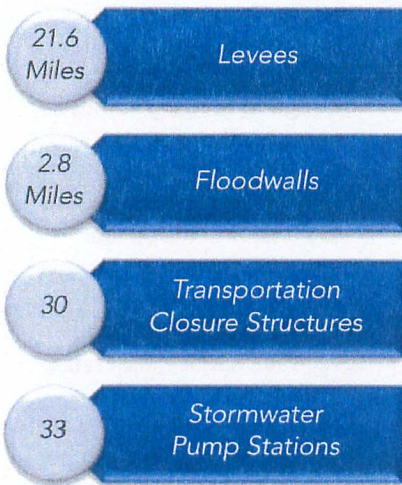 21.6
Miles
Levees
2.8
Miles
Floodwalls
30
Transportation
Closure Structures
33
Stormwater
Pump Stations